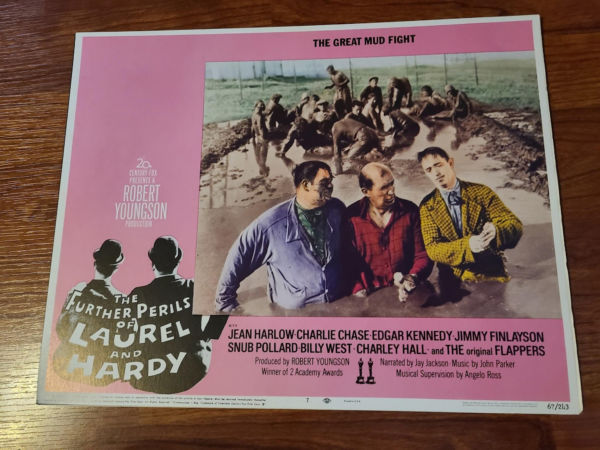 THE GREAT MUD FIGHT
20th
CENTURY-FOX
PRESENTS A
ROBERT
YOUNGSON
PRODUCTION
THE
FURTHER PERILS
OF
LAUREL
AND
HARDY
WITH
JEAN HARLOW·CHARLIE CHASE·EDGAR KENNEDY·JIMMY FINLAYSON
SNUB POLLARD·BILLY WEST·CHARLEY HALL·and THE original FLAPPERS
Produced by ROBERT YOUNGSON
Winner of 2 Academy Awards
Narrated by Jay Jackson Music by John Parker
Musical Supervision by Angelo Ross
7
67/263